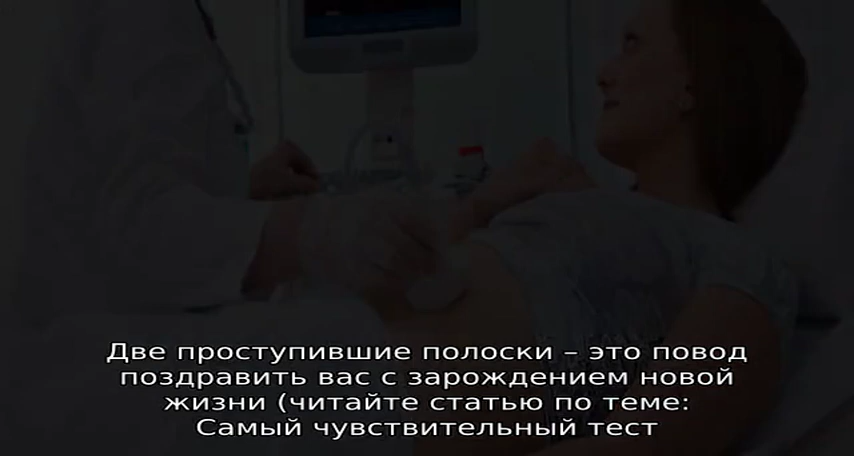 Две проступившие полоски – это повод
поздравить вас с зарождением новой
жизни (читайте статью по теме:
Самый чувствительный тест